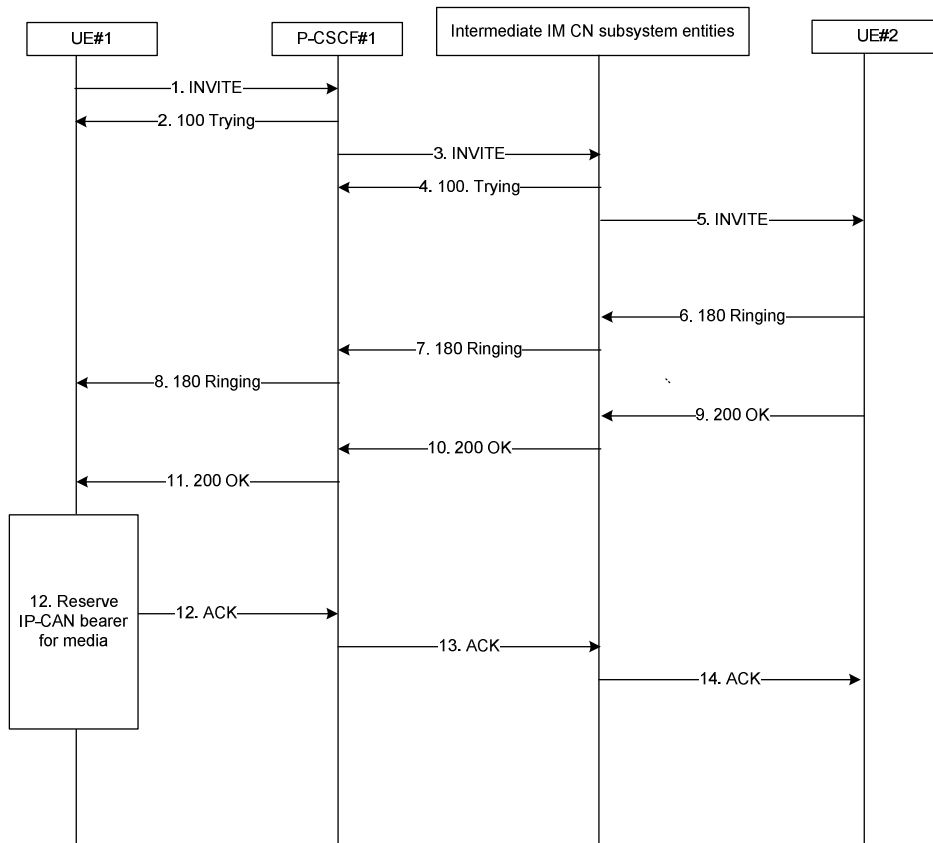 UE#1
P-CSCF#1
Intermediate IM CN subsystem entities
UE#2
1. INVITE
2. 100 Trying
3. INVITE
4. 100. Trying
5. INVITE
6. 180 Ringing
7. 180 Ringing
8. 180 Ringing
9. 200 OK
10. 200 OK
11. 200 OK
12. Reserve
IP-CAN bearer
for media
12. ACK
13. ACK
14. ACK